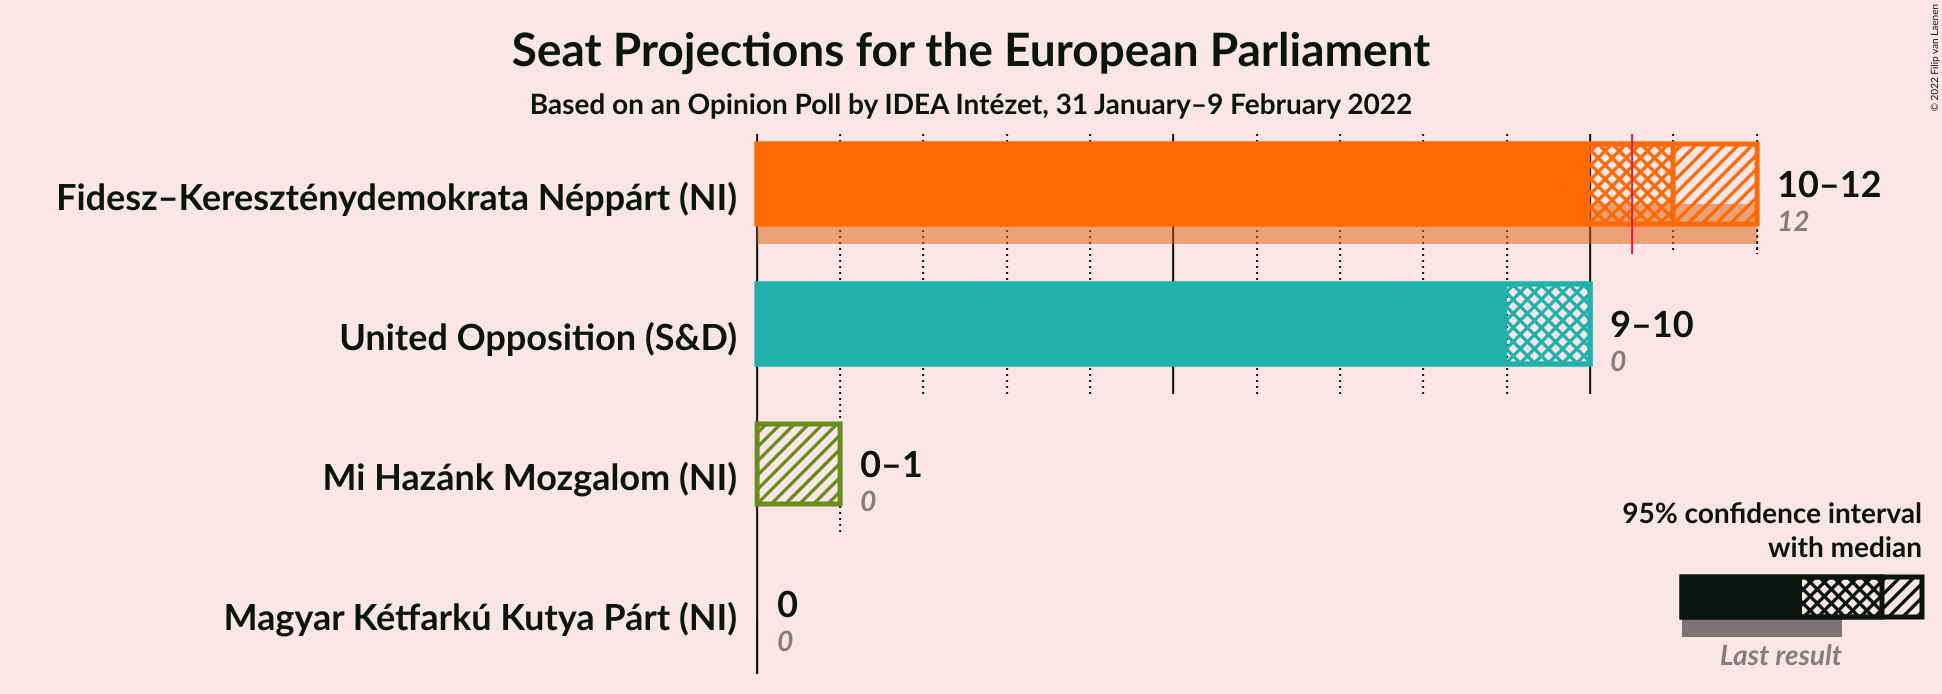 Seat Projections for the European Parliament
Based on an Opinion Poll by IDEA Intézet, 31 January–9 February 2022
© 2022 Filip van Laenen
Fidesz–Kereszténydemokrata Néppárt (NI)
10–12
12
United Opposition (S&D)
9–10
0
Mi Hazánk Mozgalom (NI)
0–1
0
Magyar Kétfarkú Kutya Párt (NI)
0
0
95% confidence interval
with median
Last result